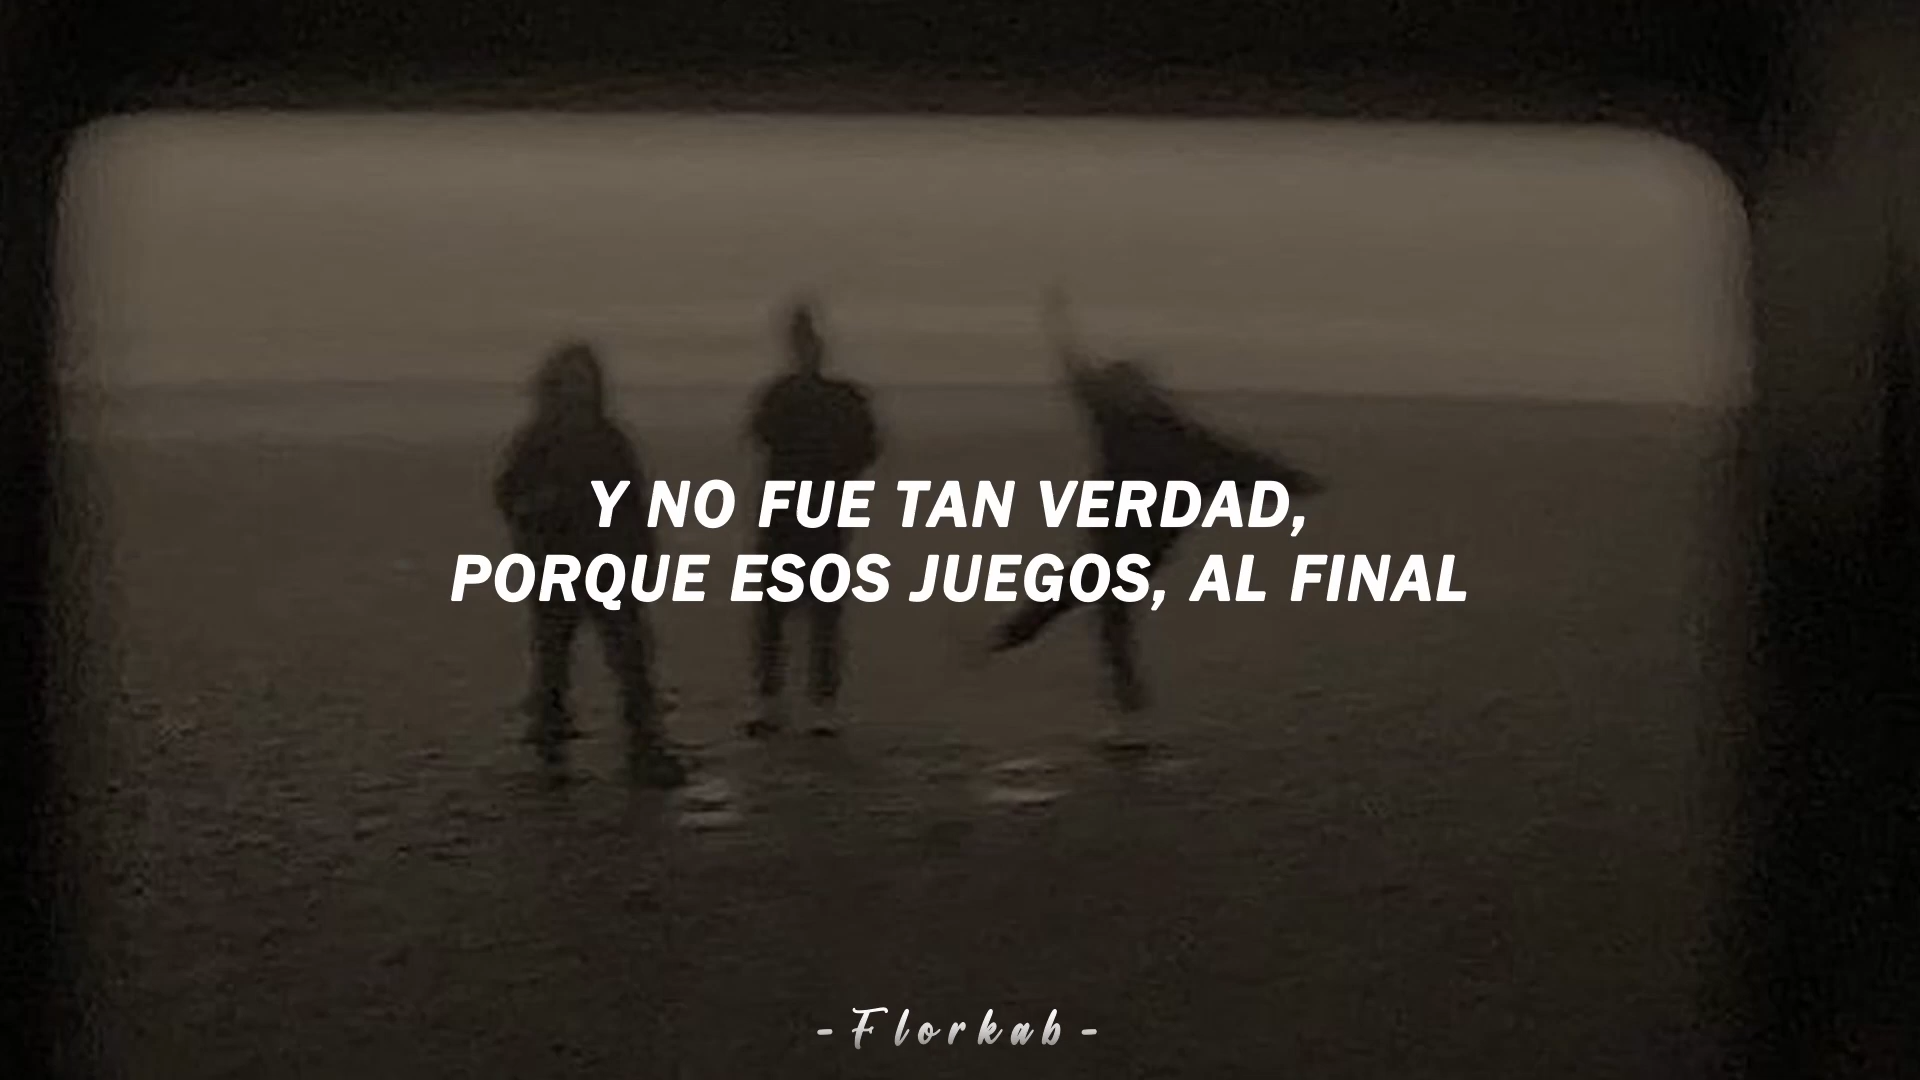 Y NO FUE TAN VERDAD,
PORQUE ESOS JUEGOS, AL FINAL
- Florkab -